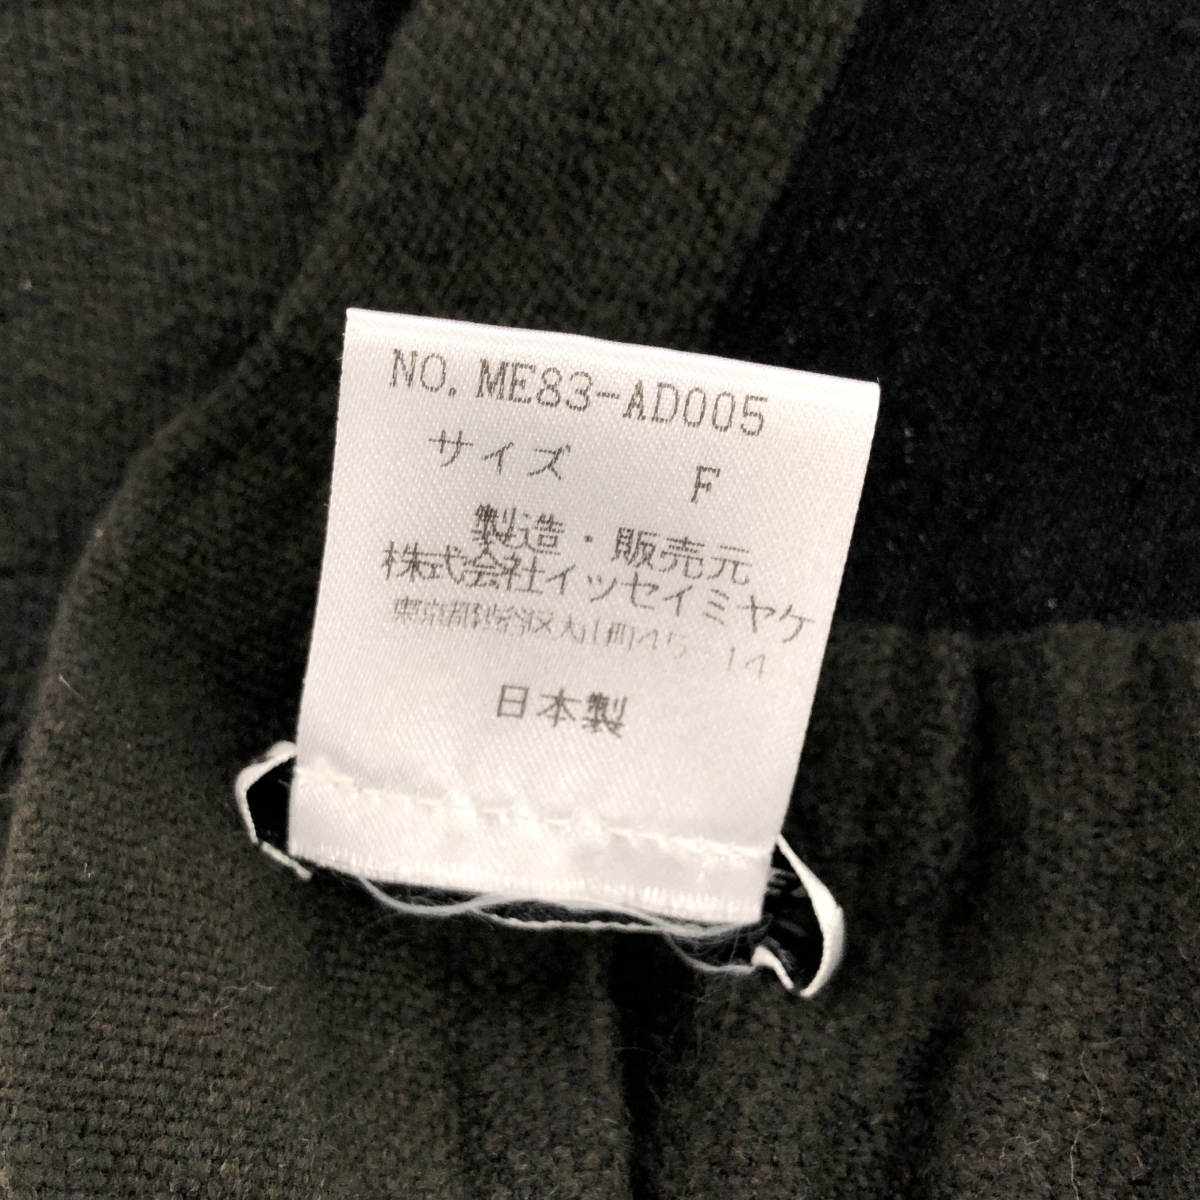 NO. ME83-AD005
サイズ F
製造・販売元
株式会社イッセイミヤケ
東京都渋谷区大山町45-14
日本製